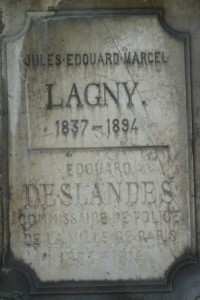 JULES·EDOUARD·MARCEL
LAGNY.
1837-1894
EDOUARD
DESLANDES
COMMISSAIRE DE POLICE
DE LA VILLE DE PARIS